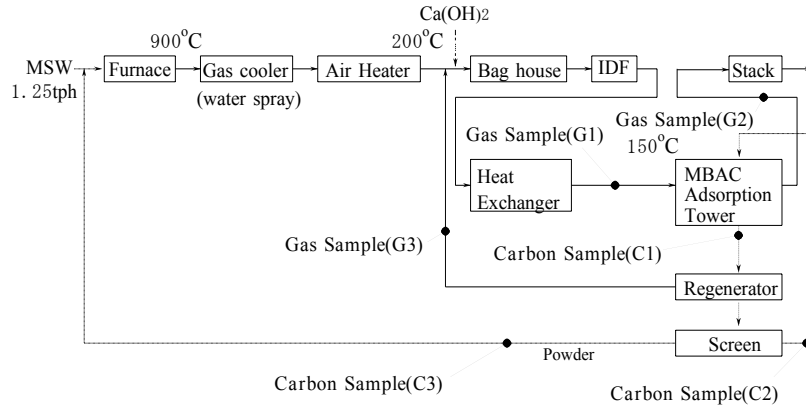 Ca(OH)2
900°C
200°C
MSW
1.25tph
Furnace
Gas cooler
(water spray)
Air Heater
Bag house
IDF
Stack
Gas Sample(G1)
Gas Sample(G2)
150°C
Heat
Exchanger
MBAC
Adsorption
Tower
Gas Sample(G3)
Carbon Sample(C1)
Regenerator
Screen
Powder
Carbon Sample(C3)
Carbon Sample(C2)